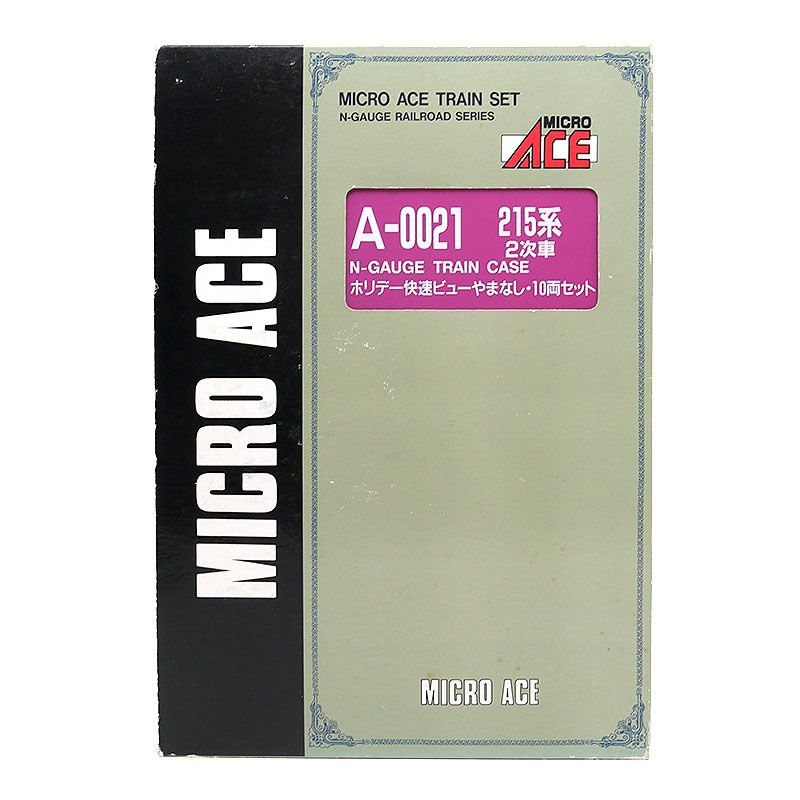 MICRO ACE
MICRO ACE TRAIN SET
N-GAUGE RAILROAD SERIES
MICRO
ACE
A-0021 215系
2次車
N-GAUGE TRAIN CASE
ホリデー快速ビューやまなし・10両セット
MICRO ACE